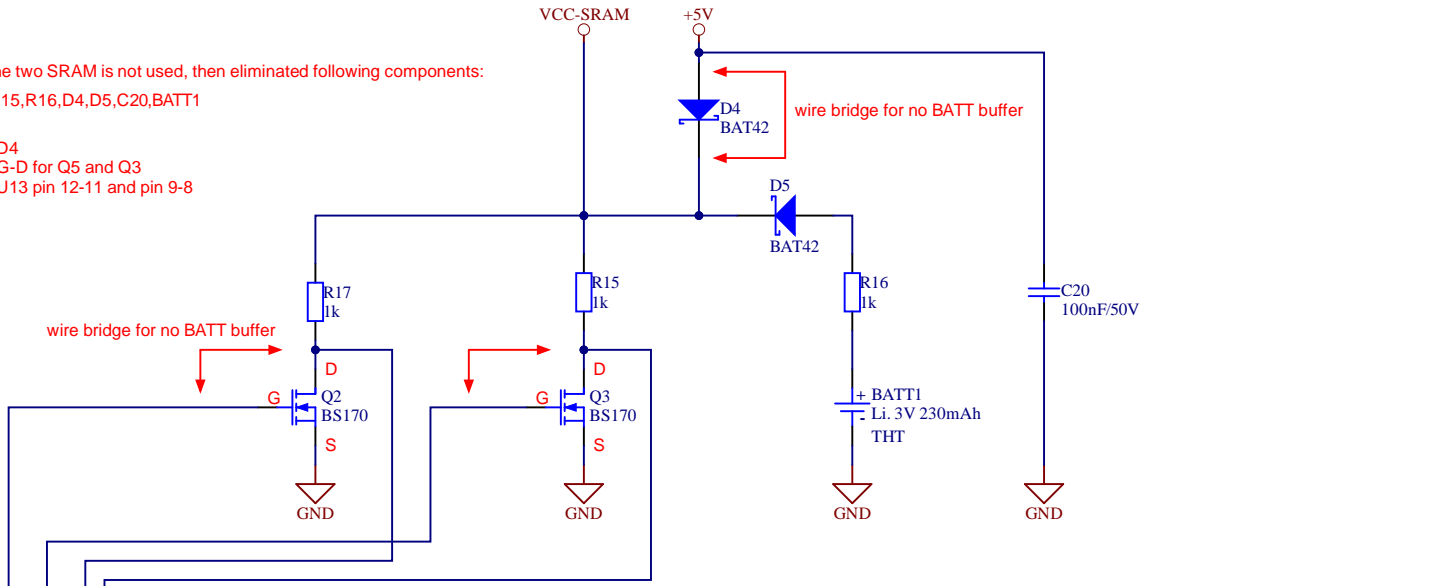 VCC-SRAM
+5V
two SRAM is not used, then eliminated following components:
15,R16,D4,D5,C20,BATT1
D4
G-D for Q5 and Q3
U13 pin 12-11 and pin 9-8
D4
BAT42
wire bridge for no BATT buffer
D5
BAT42
R17
1k
R15
1k
R16
1k
C20
100nF/50V
wire bridge for no BATT buffer
D
G
Q2
BS170
S
D
G
Q3
BS170
S
+
BATT1
Li. 3V 230mAh
-
THT
GND
GND
GND
GND